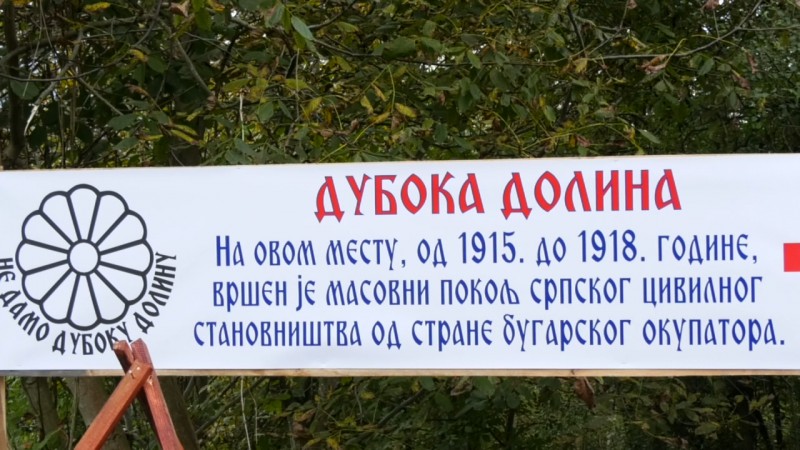 ДУБОКА ДОЛИНА
На овом месту, од 1915. до 1918. године,
вршен је масовни покољ српског цивилног
становништва од стране бугарског окупатора.
НЕ ДАМО ДУБОКУ ДОЛИНУ